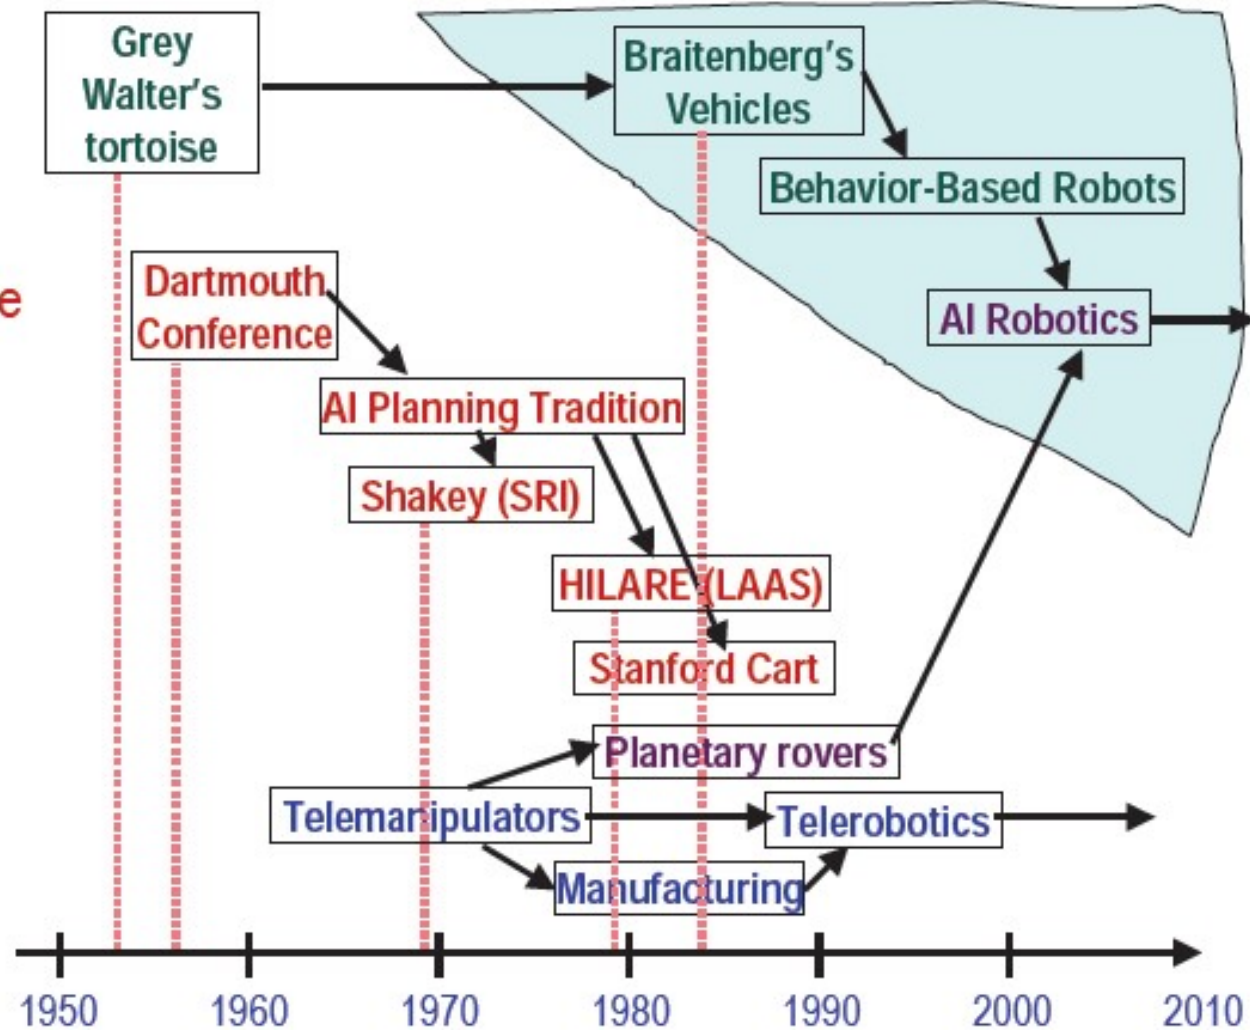 Grey
Walter's
tortoise
Braitenberg's
Vehicles
Behavior-Based Robots
e
Dartmouth
Conference
AI Robotics
AI Planning Tradition
Shakey (SRI)
HILARE (LAAS)
Stanford Cart
Planetary rovers
Telemanipulators
Telerobotics
Manufacturing
1950 1960 1970 1980 1990 2000 2010